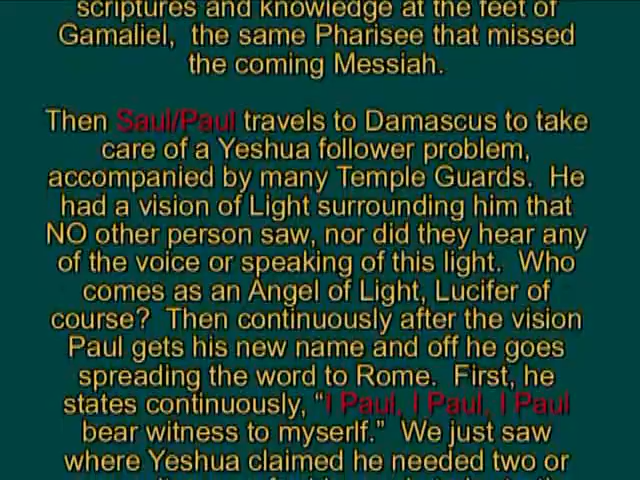 scriptures and knowledge at the feet of
Gamaliel, the same Pharisee that missed
the coming Messiah.
Then Saul/Paul travels to Damascus to take
care of a Yeshua follower problem,
accompanied by many Temple Guards. He
had a vision of Light surrounding him that
NO other person saw, nor did they hear any
of the voice or speaking of this light. Who
comes as an Angel of Light, Lucifer of
course? Then continuously after the vision
Paul gets his new name and off he goes
spreading the word to Rome. First, he
states continuously, “I Paul, I Paul, I Paul
bear witness to myserlf.” We just saw
where Yeshua claimed he needed two or